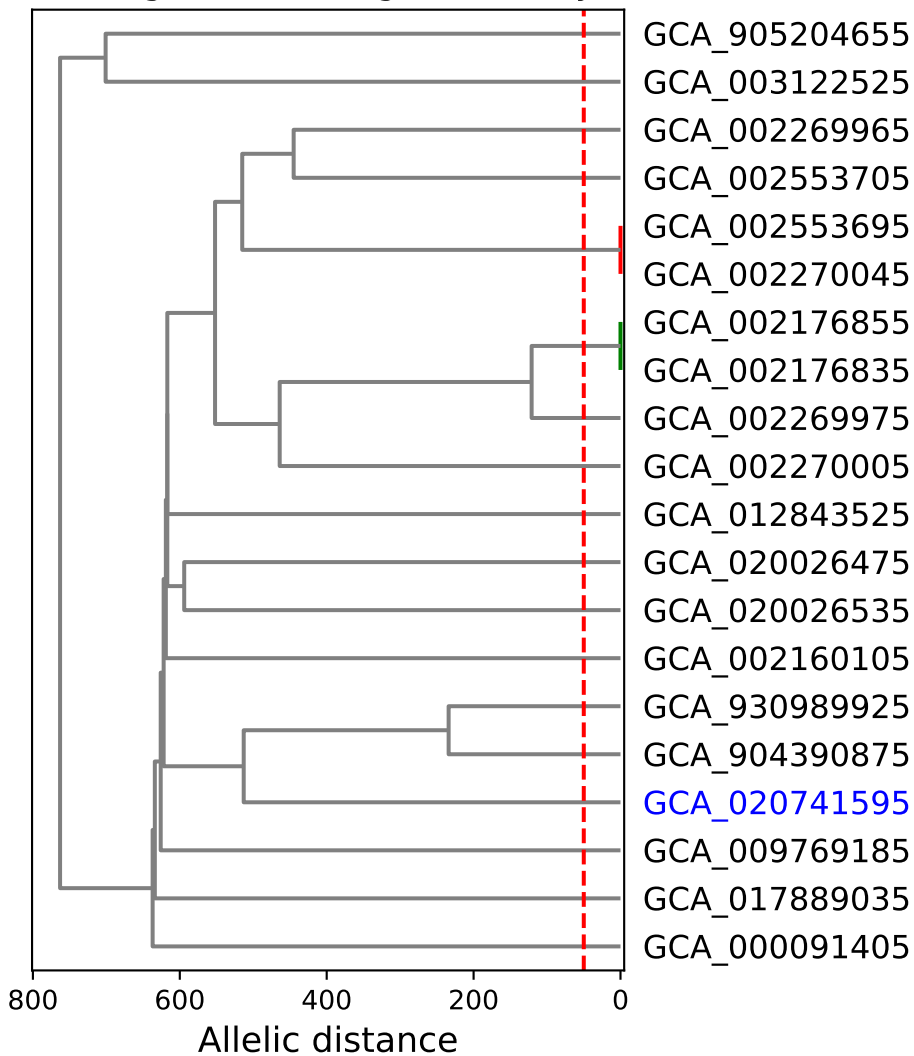 GCA_905204655
GCA_003122525
GCA_002269965
GCA_002553705
GCA_002553695
GCA_002270045
GCA_002176855
GCA_002176835
GCA_002269975
GCA_002270005
GCA_012843525
GCA_020026475
GCA_020026535
GCA_002160105
GCA_930989925
GCA_904390875
GCA_020741595
GCA_009769185
GCA_017889035
GCA_000091405
800 600 400 200 0
Allelic distance